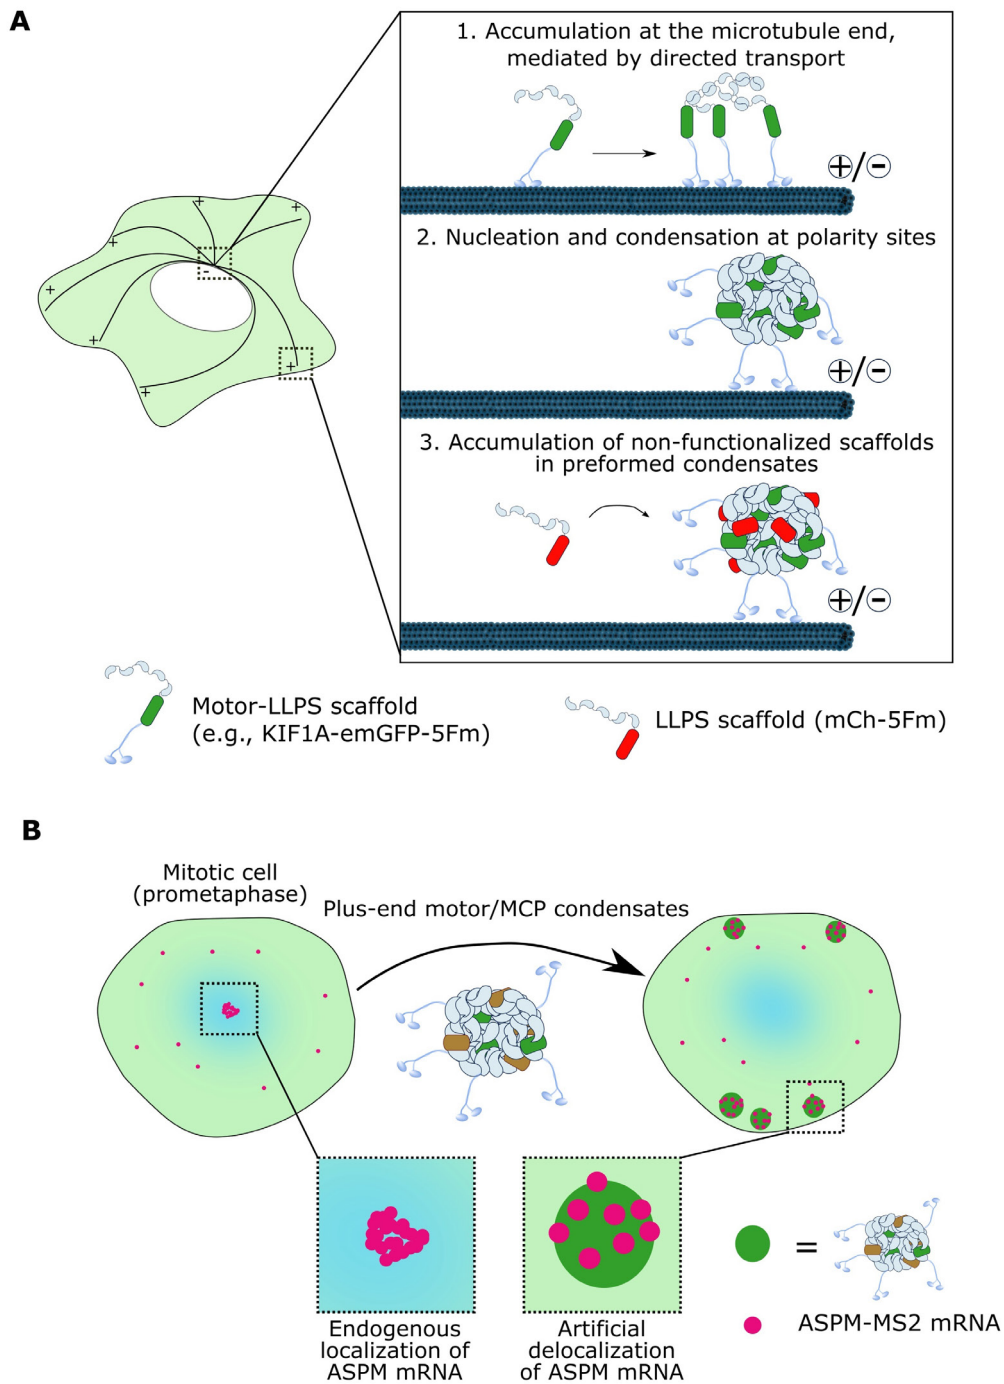 A
1. Accumulation at the microtubule end,
mediated by directed transport
+/-
2. Nucleation and condensation at polarity sites
+/-
3. Accumulation of non-functionalized scaffolds
in preformed condensates
+/-
+
+
+
+
+
+
+
-
Motor-LLPS scaffold
(e.g., KIF1A-emGFP-5Fm)
LLPS scaffold (mCh-5Fm)
B
Mitotic cell
(prometaphase)
Plus-end motor/MCP condensates
Endogenous
localization of
ASPM mRNA
Artificial
delocalization
of ASPM mRNA
=
ASPM-MS2 mRNA